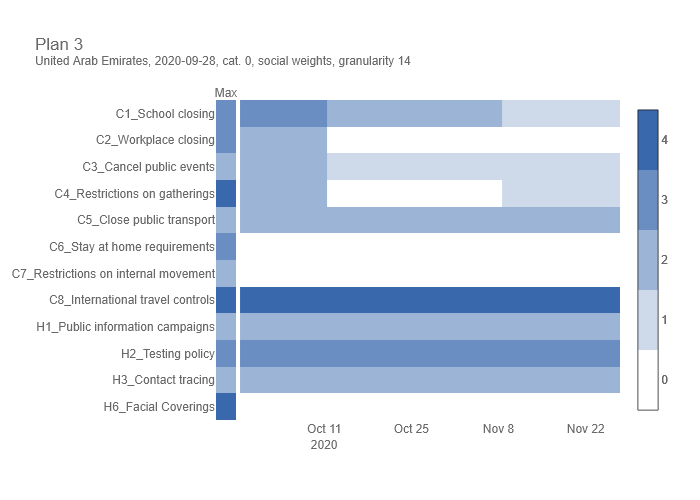 Plan 3
United Arab Emirates, 2020-09-28, cat. 0, social weights, granularity 14
Max
C1_School closing
C2_Workplace closing
C3_Cancel public events
C4_Restrictions on gatherings
C5_Close public transport
C6_Stay at home requirements
C7_Restrictions on internal movement
C8_International travel controls
H1_Public information campaigns
H2_Testing policy
H3_Contact tracing
H6_Facial Coverings
4
3
2
1
0
Oct 11 Oct 25 Nov 8 Nov 22
2020